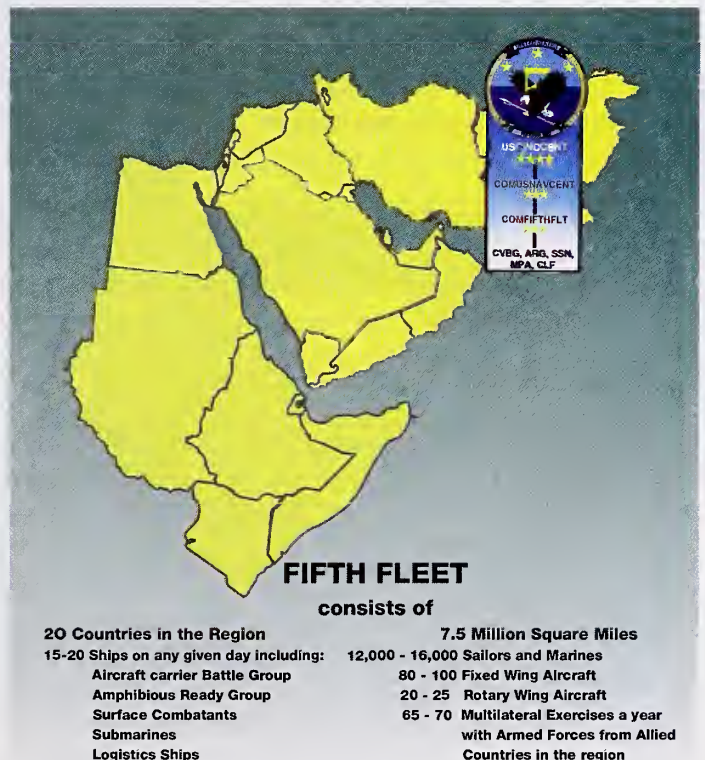 USCINCCENT
COMUSNAVCENT
COMFIFTHFLT
CVBG, ARG, SSN,
MPA, CLF
FIFTH FLEET
consists of
20 Countries in the Region
15-20 Ships on any given day including:
Aircraft carrier Battle Group
Amphibious Ready Group
Surface Combatants
Submarines
Logistics Ships
7.5 Million Square Miles
12,000 - 16,000 Sailors and Marines
80 - 100 Fixed Wing Aircraft
20 - 25 Rotary Wing Aircraft
65 - 70 Multilateral Exercises a year
with Armed Forces from Allied
Countries in the region